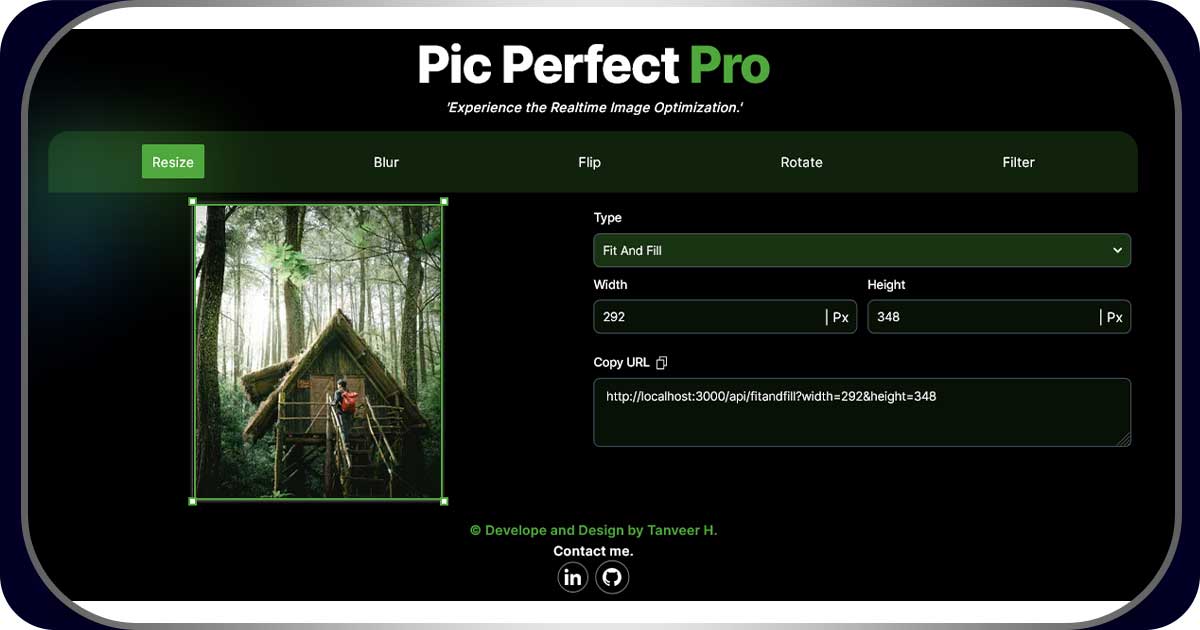 Pic Perfect Pro
'Experience the Realtime Image Optimization.'
Resize Blur Flip Rotate Filter
Type
Fit And Fill
Width Height
292 | Px 348 | Px
Copy URL
http://localhost:3000/api/fitandfill?width=292&height=348
© Develope and Design by Tanveer H.
Contact me.
in